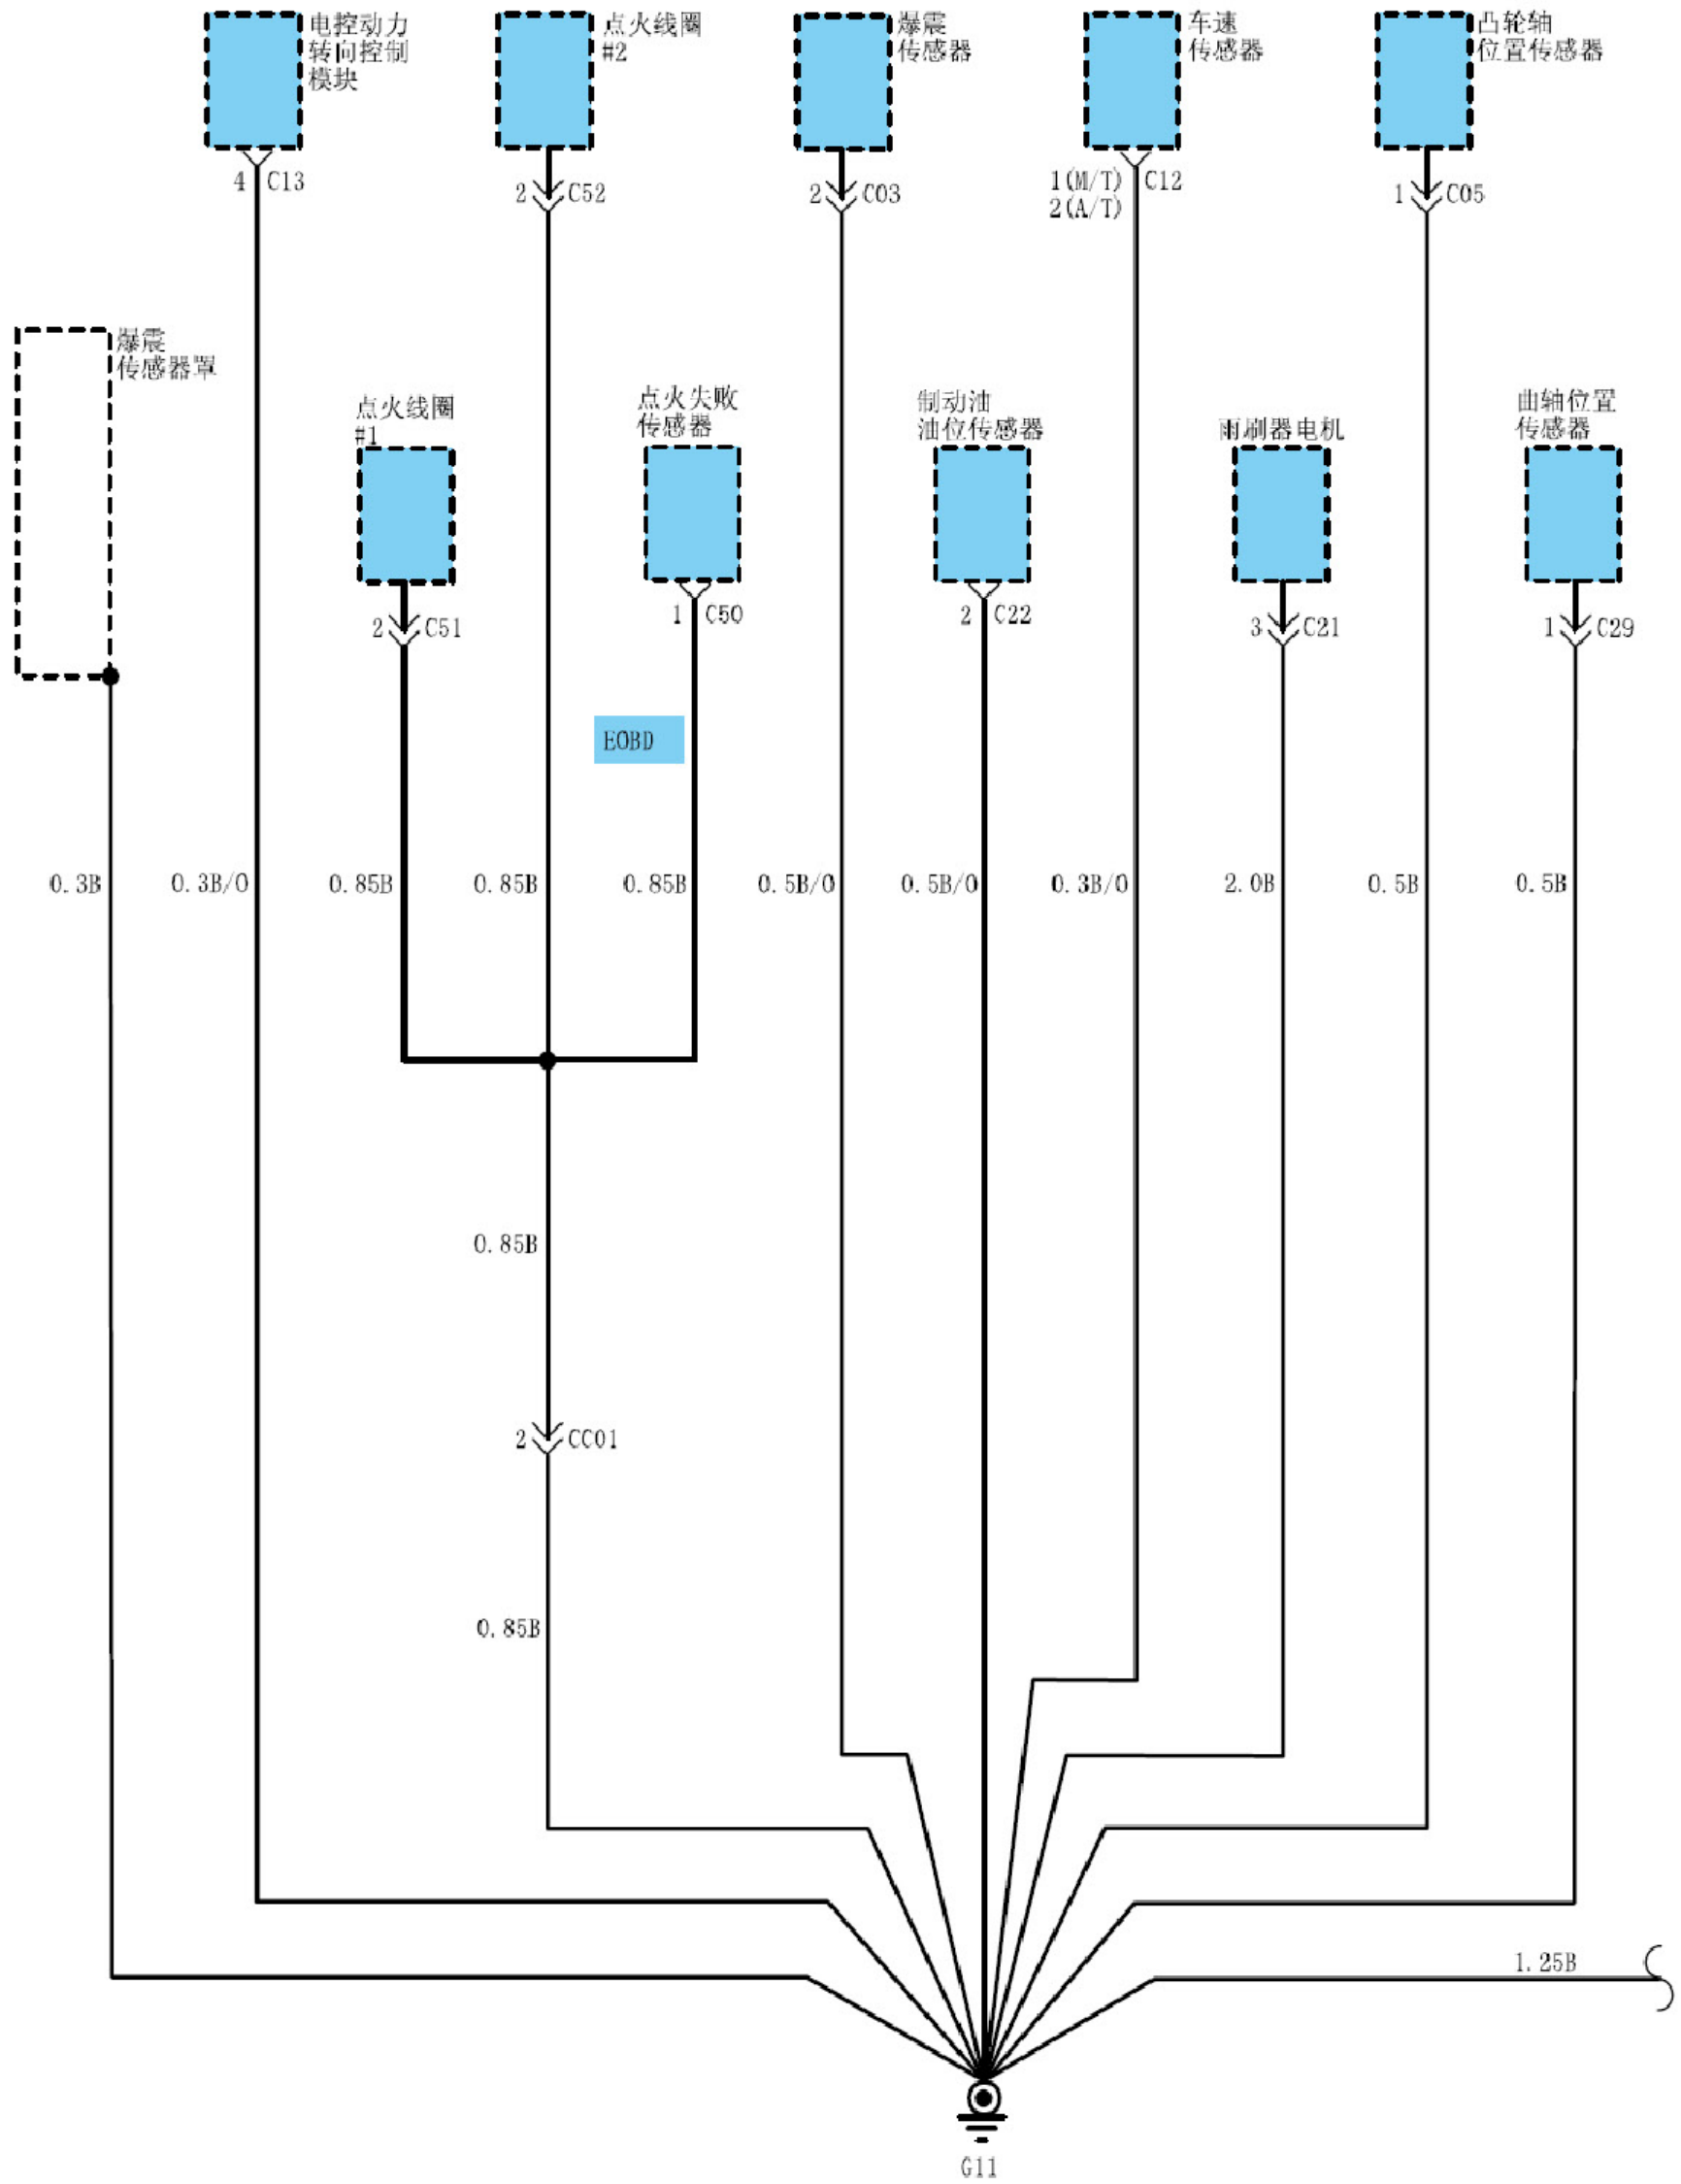 电控动力
转向控制
模块
点火线圈
#2
爆震
传感器
车速
传感器
凸轮轴
位置传感器
4 C13
2 C52
2 C03
1(M/T) C12
2(A/T)
1 C05
爆震
传感器罩
点火线圈
#1
点火失败
传感器
制动油
油位传感器
雨刷器电机
曲轴位置
传感器
2 C51
1 C50
2 C22
3 C21
1 C29
EOBD
0.3B
0.3B/O
0.85B
0.85B
0.85B
0.5B/O
0.5B/O
0.3B/O
2.0B
0.5B
0.5B
0.85B
2 CC01
0.85B
1.25B
G11